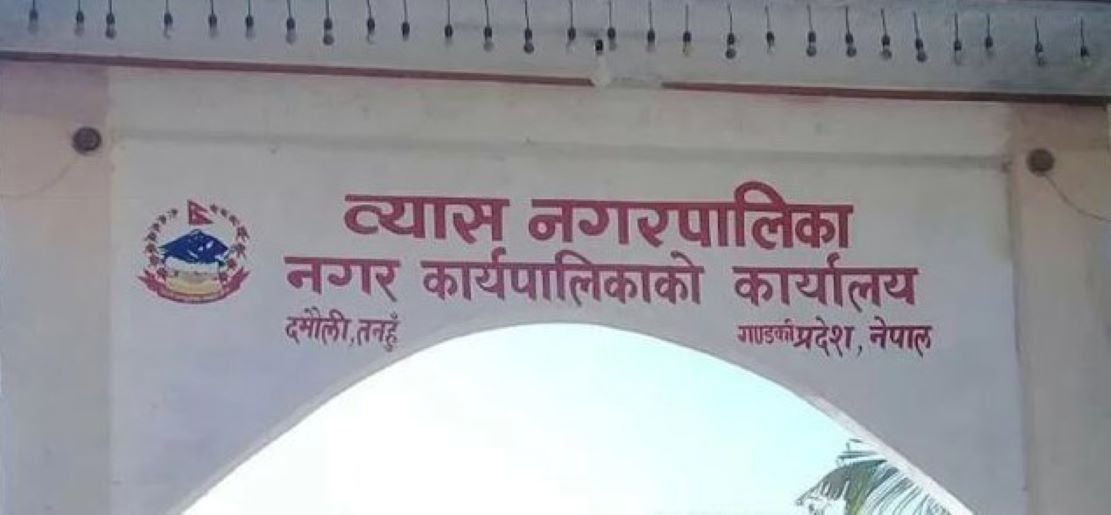 व्यास नगरपालिका
नगर कार्यपालिकाको कार्यालय
दमौली, तनहुँ
गण्डकी प्रदेश, नेपाल